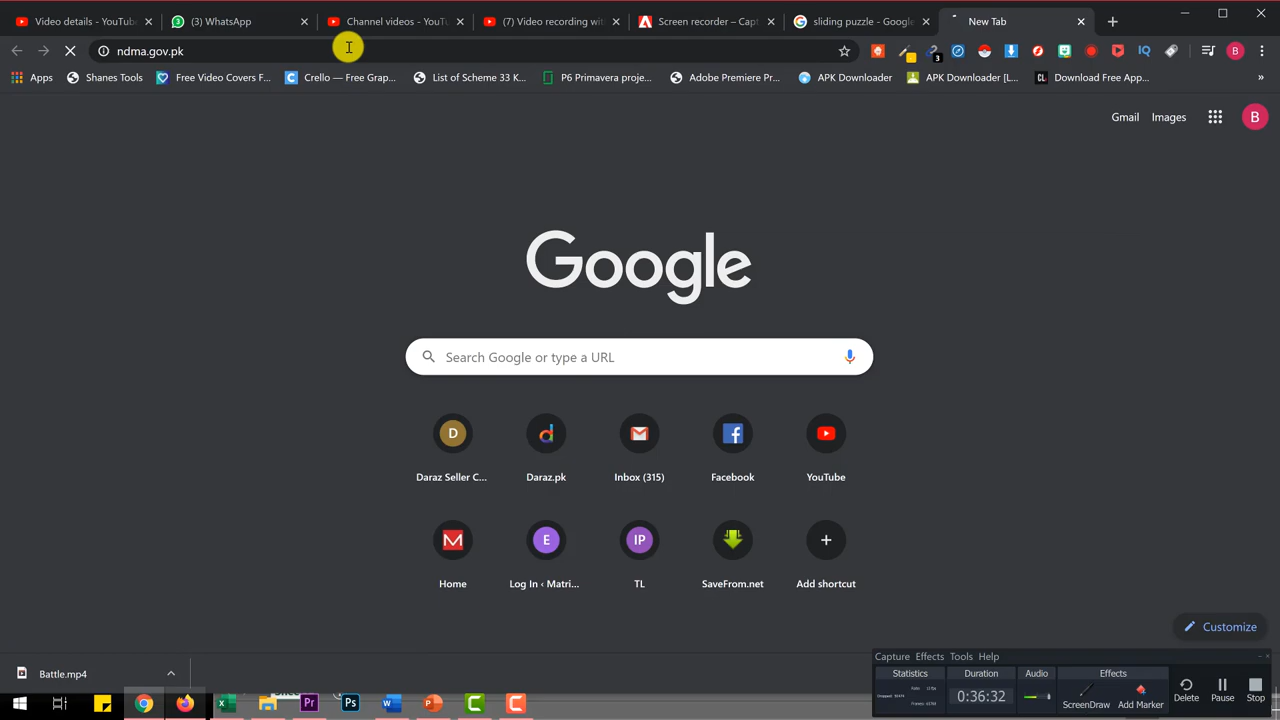 Video details - YouTube
(3) WhatsApp
Channel videos - YouTu
(7) Video recording with
Screen recorder – Capt
sliding puzzle - Google
New Tab
ndma.gov.pk
3
Apps
Shanes Tools
Free Video Covers F...
Crello — Free Grap...
List of Scheme 33 K...
P6 Primavera proje...
Adobe Premiere Pr...
APK Downloader
APK Downloader [L...
Download Free App...
»
Gmail
Images
B
Google
Search Google or type a URL
Daraz Seller C...
Daraz.pk
Inbox (315)
Facebook
YouTube
Home
Log In ‹ Matri...
TL
SaveFrom.net
Add shortcut
Customize
Battle.mp4
Capture Effects Tools Help
Statistics
Duration
Audio
Effects
0:36:32
ScreenDraw
Add Marker
Delete
Pause
Stop